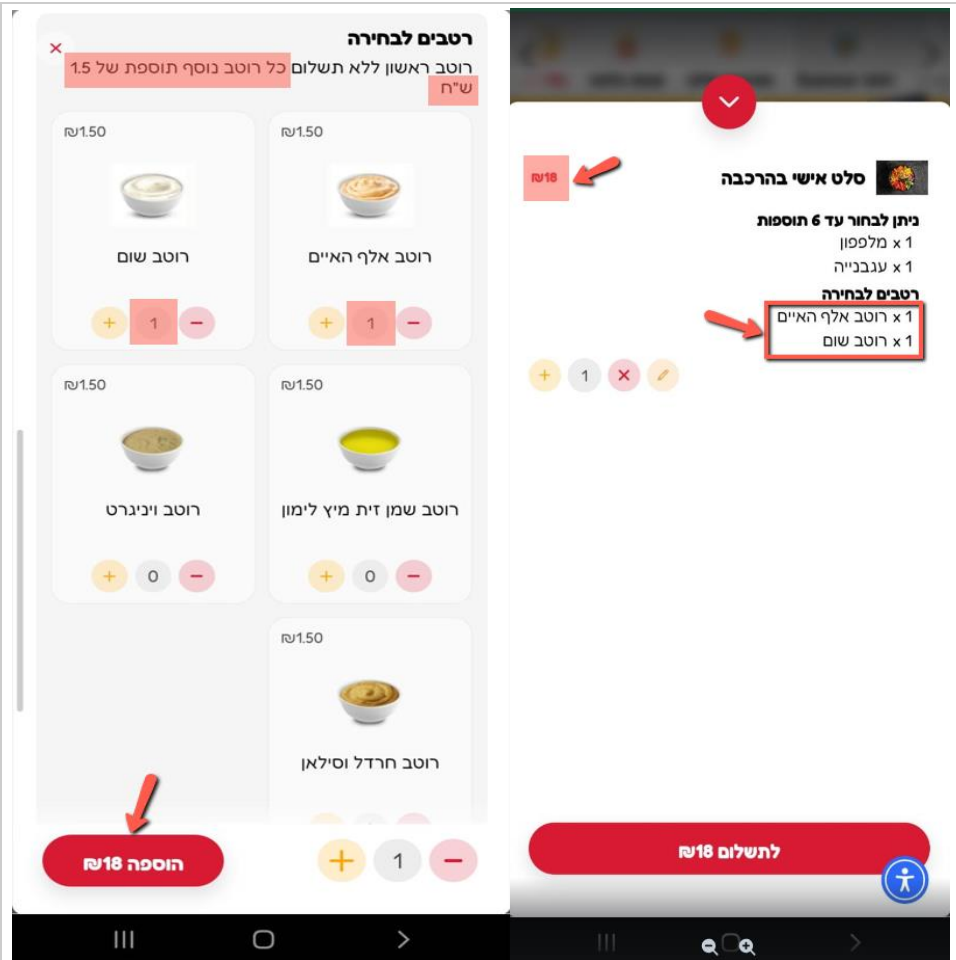 רטבים לבחירה
רוטב ראשון ללא תשלום כל רוטב נוסף תוספת של 1.5
ש"ח
₪1.50
₪1.50
רוטב אלף האיים
רוטב שום
1
1
₪1.50
₪1.50
רוטב שמן זית מיץ לימון
רוטב ויניגרט
0
0
₪1.50
רוטב חרדל וסילאן
1
הוספה ₪18
סלט אישי בהרכבה
₪18
ניתן לבחור עד 6 תוספות
1 x מלפפון
1 x עגבנייה
רטבים לבחירה
1 x רוטב אלף האיים
1 x רוטב שום
1
לתשלום ₪18